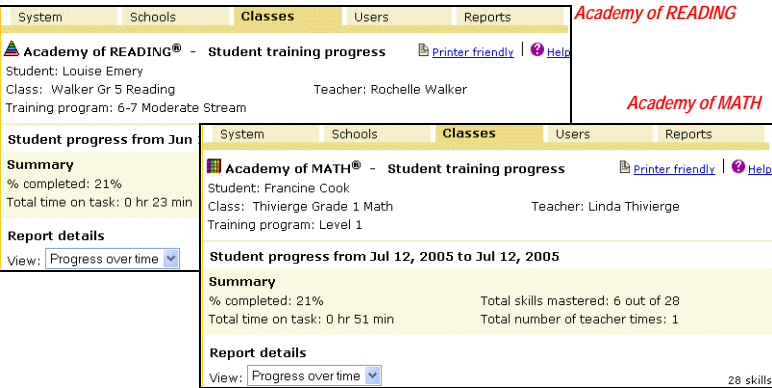 System Schools Classes Users Reports
Academy of READING
Academy of READING® - Student training progress Printer friendly | Help
Student: Louise Emery
Class: Walker Gr 5 Reading Teacher: Rochelle Walker
Training program: 6-7 Moderate Stream
Student progress from Jun
Summary
% completed: 21%
Total time on task: 0 hr 23 min
Report details
View: Progress over time
Academy of MATH
System Schools Classes Users Reports
Academy of MATH® - Student training progress Printer friendly | Help
Student: Francine Cook
Class: Thivierge Grade 1 Math Teacher: Linda Thivierge
Training program: Level 1
Student progress from Jul 12, 2005 to Jul 12, 2005
Summary
% completed: 21% Total skills mastered: 6 out of 28
Total time on task: 0 hr 51 min Total number of teacher times: 1
Report details
View: Progress over time
28 skills